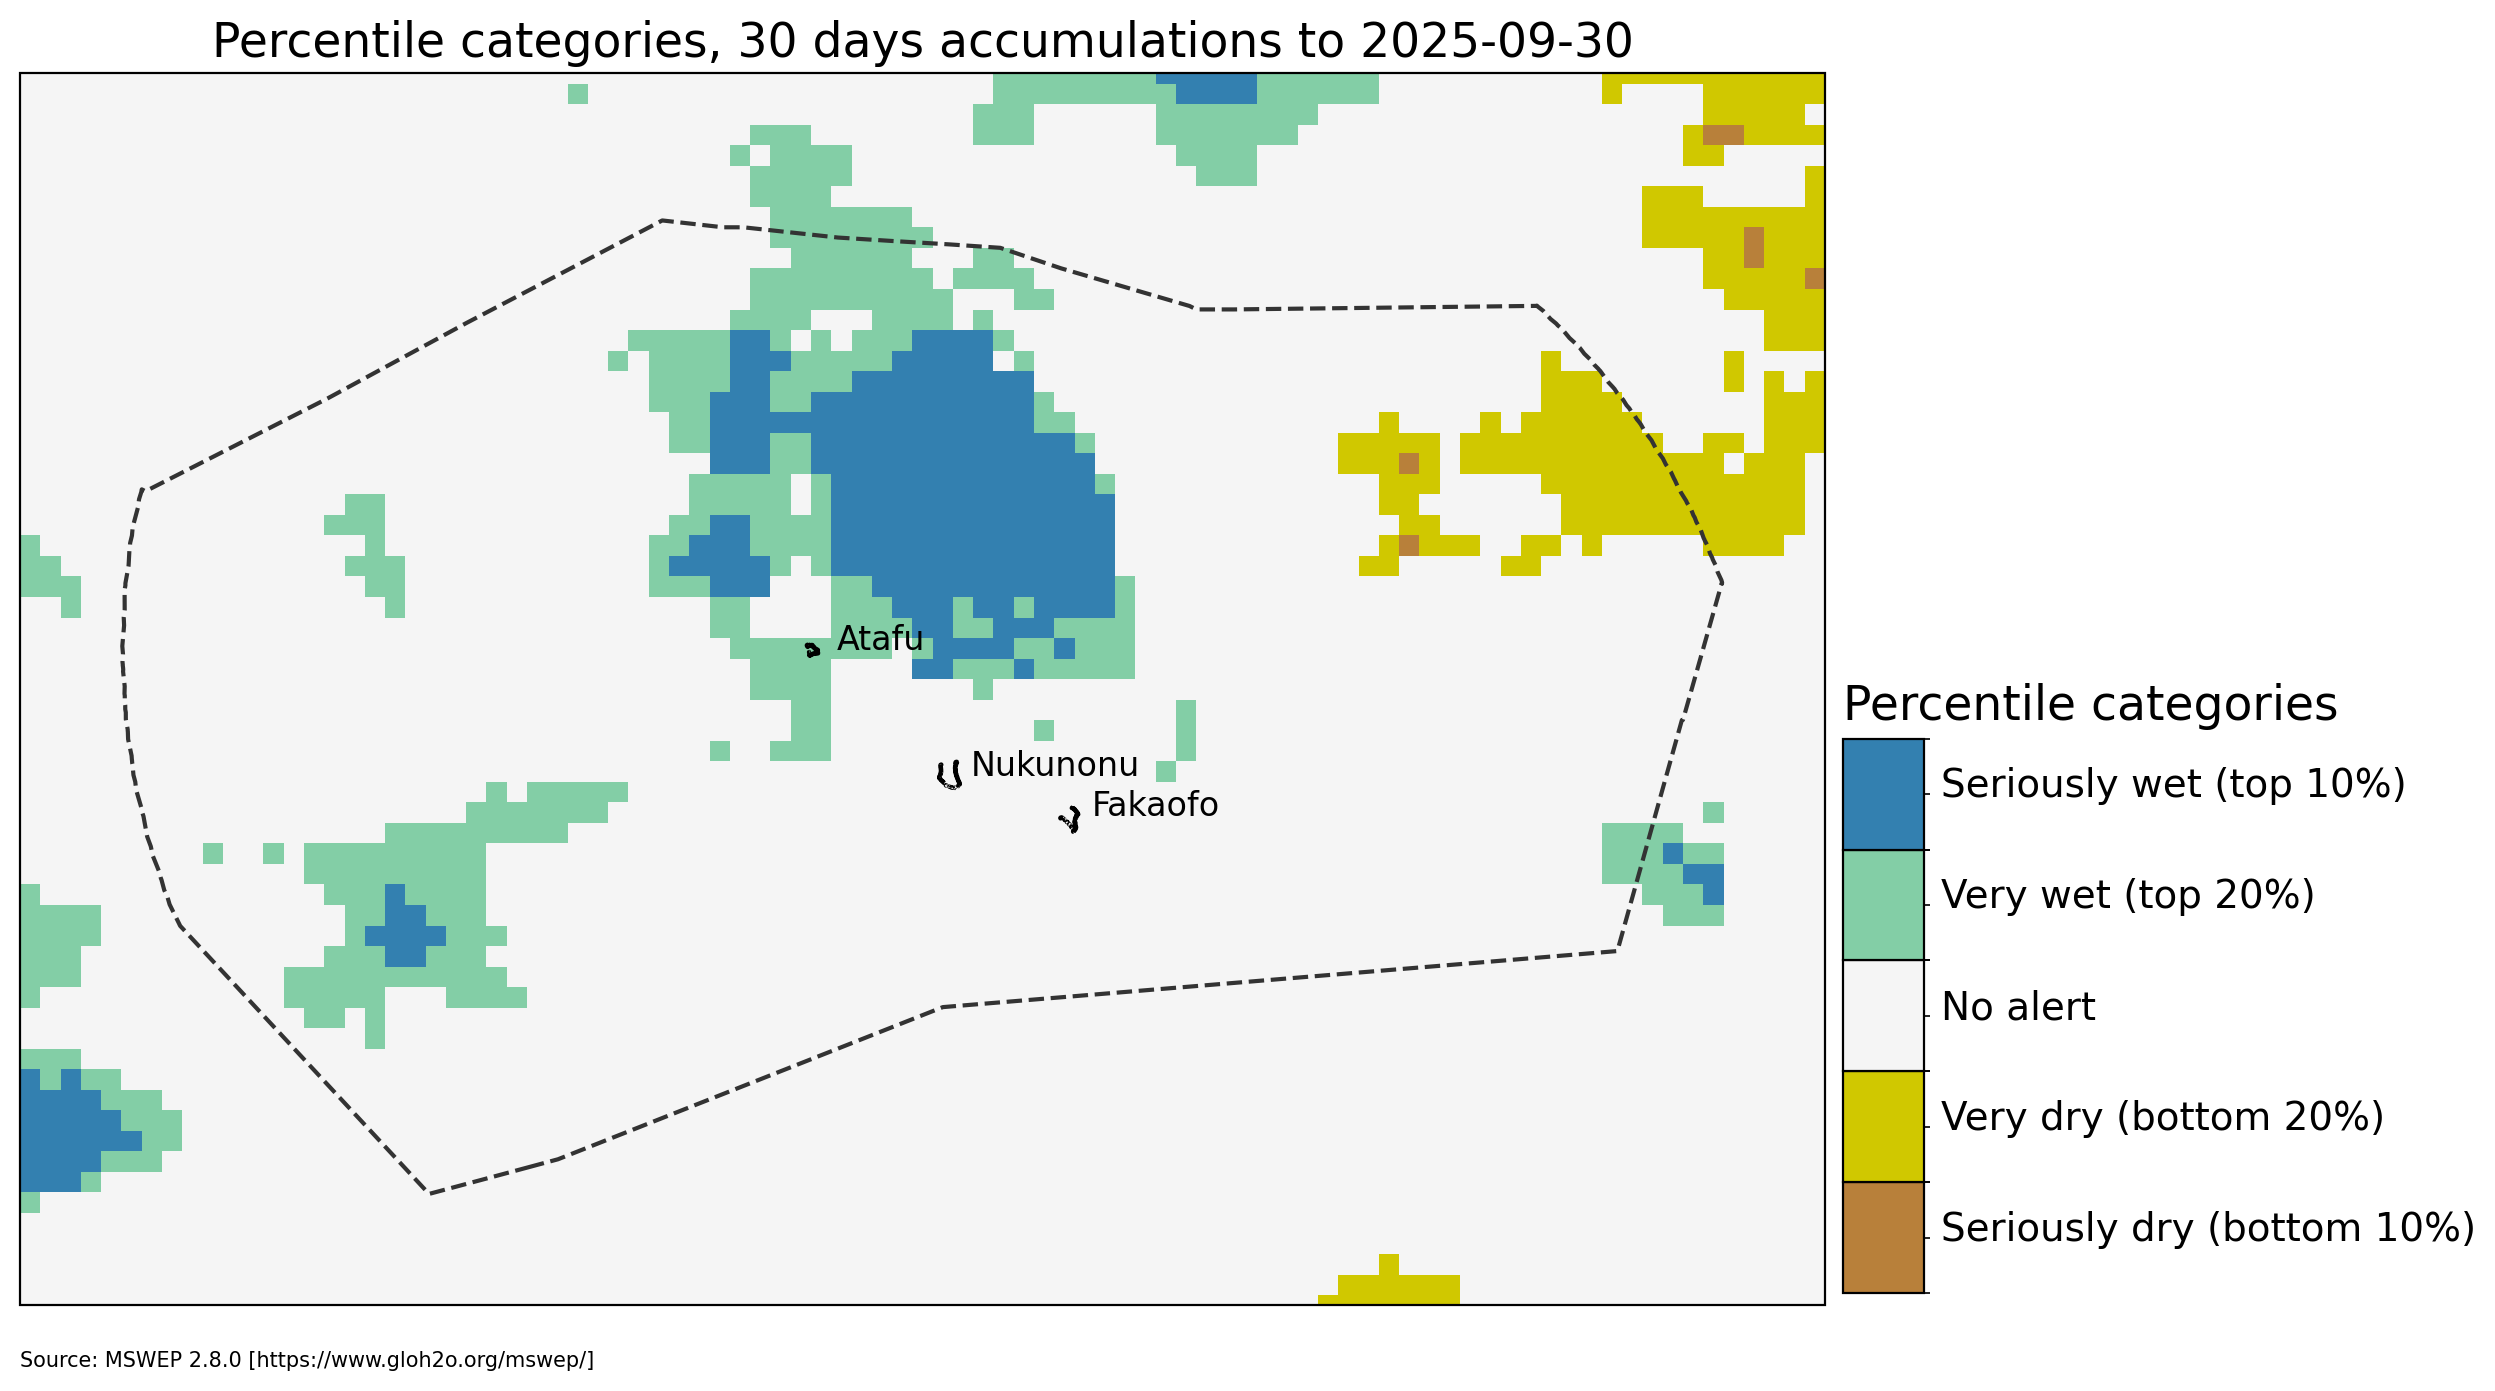 Percentile categories, 30 days accumulations to 2025-09-30
Atafu
Nukunonu
Fakaofo
Percentile categories
Seriously wet (top 10%)
Very wet (top 20%)
No alert
Very dry (bottom 20%)
Seriously dry (bottom 10%)
Source: MSWEP 2.8.0 [https://www.gloh2o.org/mswep/]